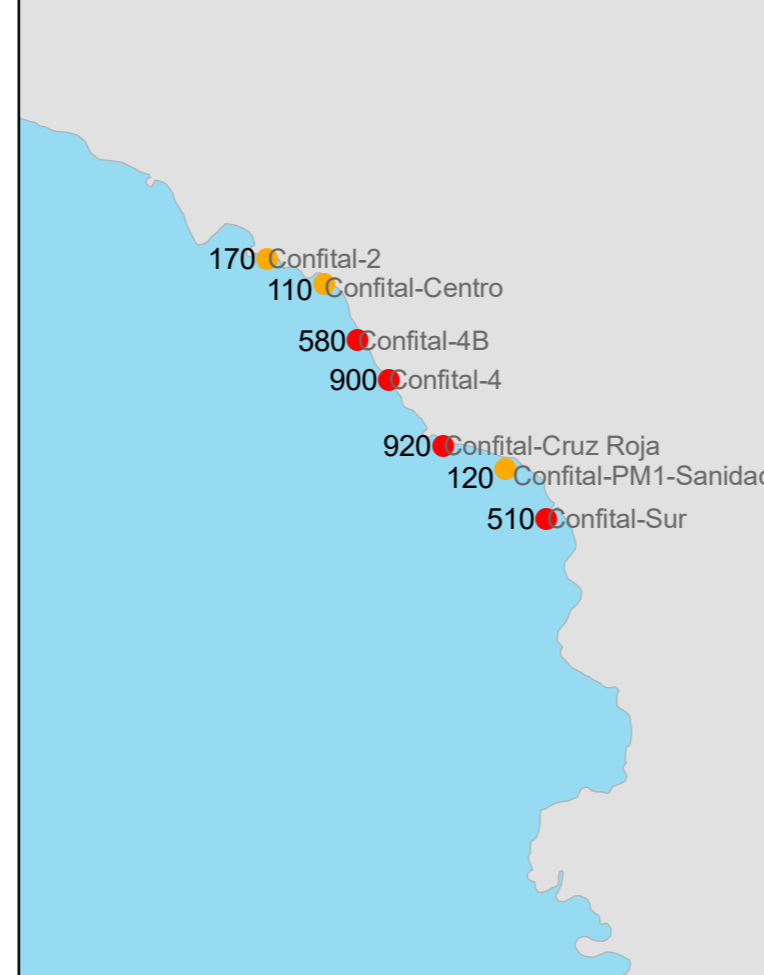 170 Confital-2
110 Confital-Centro
580 Confital-4B
900 Confital-4
920 Confital-Cruz Roja
120 Confital-PM1-Sanidad
510 Confital-Sur